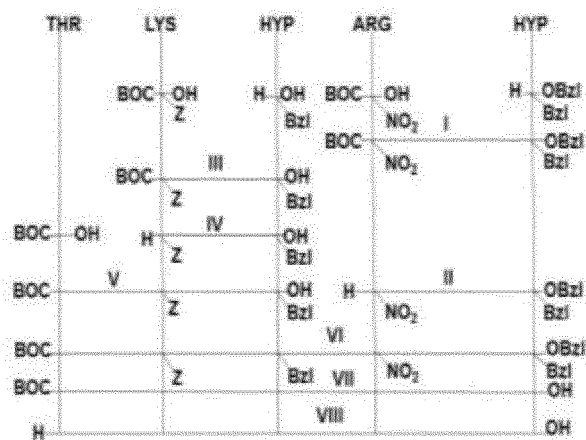 THR LYS HYP ARG HYP
BOC OH H OH BOC OH H OBzl
Z Bzl NO₂ I Bzl
BOC OBzl
III NO₂ Bzl
BOC OH
Z Bzl
BOC OH H IV OH
Z Bzl
V II
BOC OH H OBzl
Z Bzl NO₂ Bzl
VI
BOC OBzl
Z Bzl NO₂ Bzl
VII
BOC OH
VIII
H OH